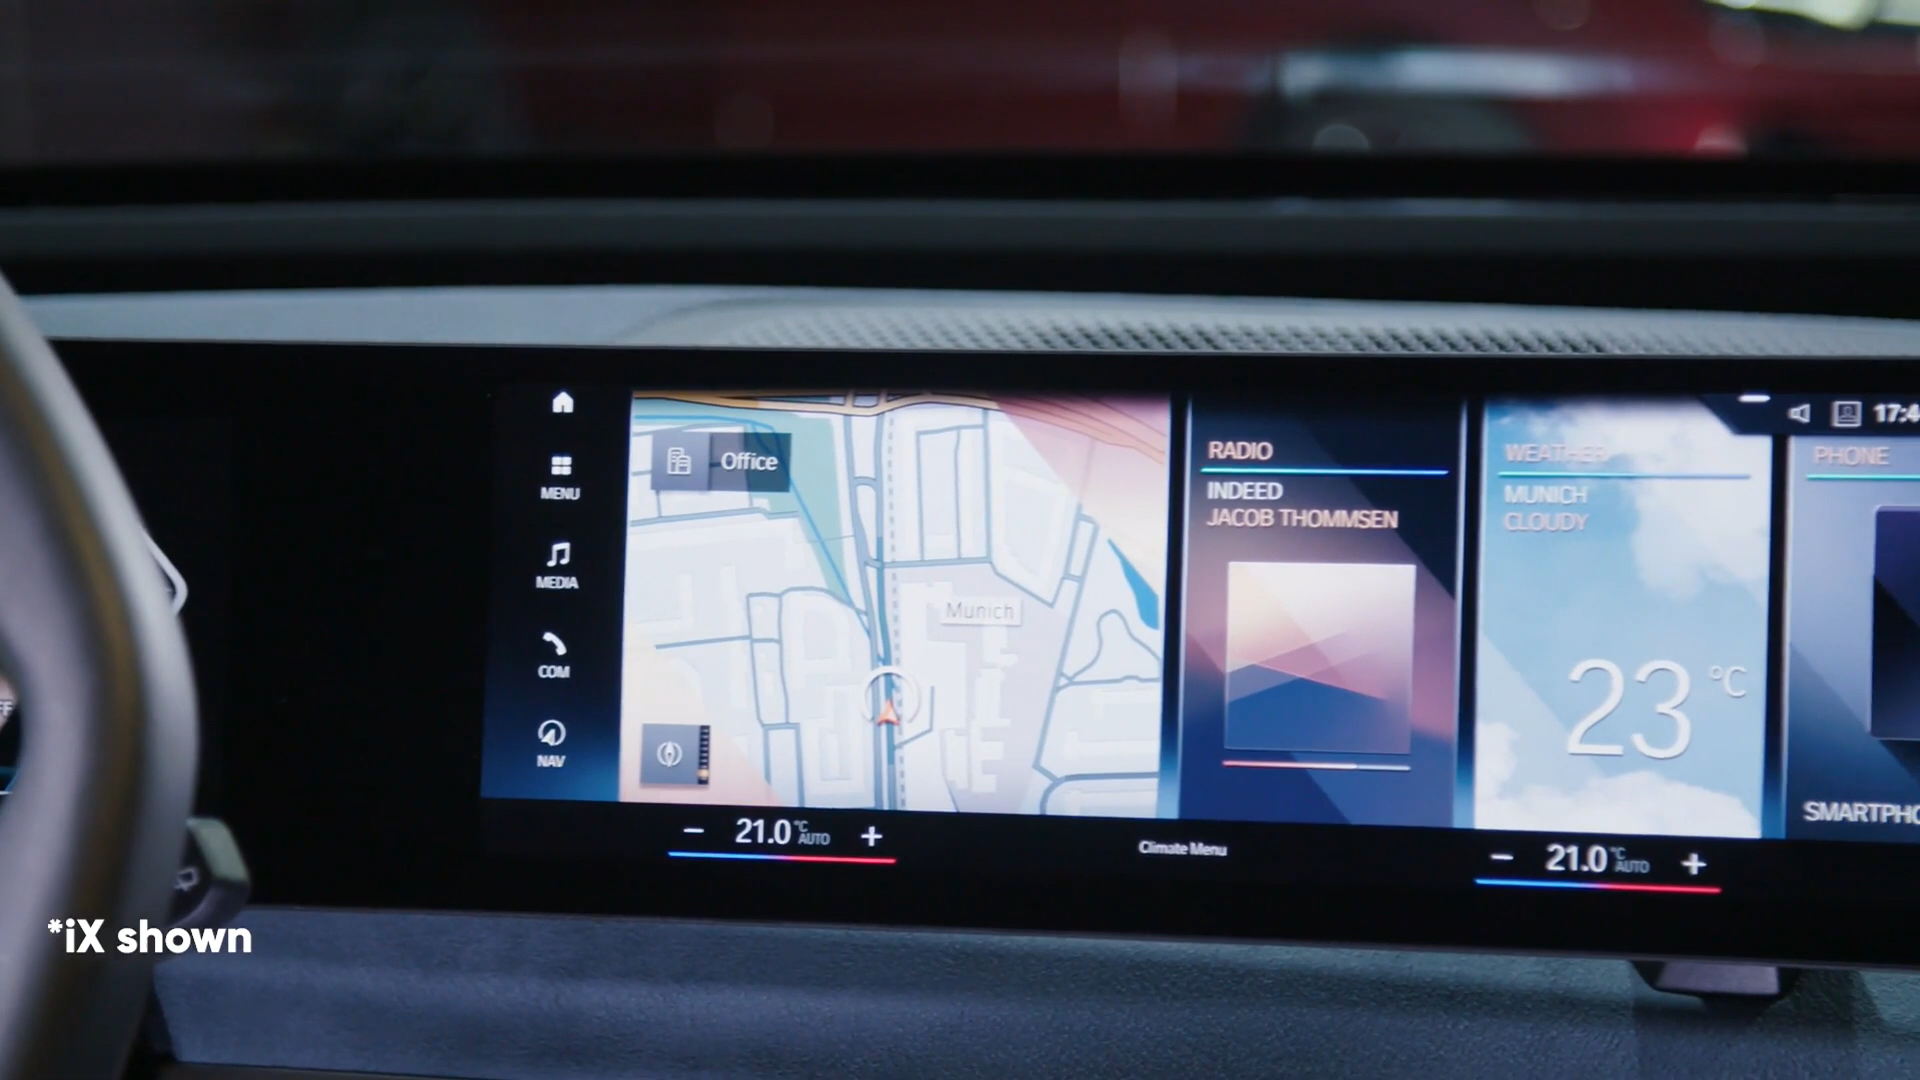 17:4
Office
RADIO
INDEED
JACOB THOMMSEN
WEATHER
MUNICH
CLOUDY
PHONE
MENU
MEDIA
COM
NAV
Munich
23 °C
SMARTPHO
− 21.0 °C AUTO +
Climate Menu
− 21.0 °C AUTO +
*iX shown